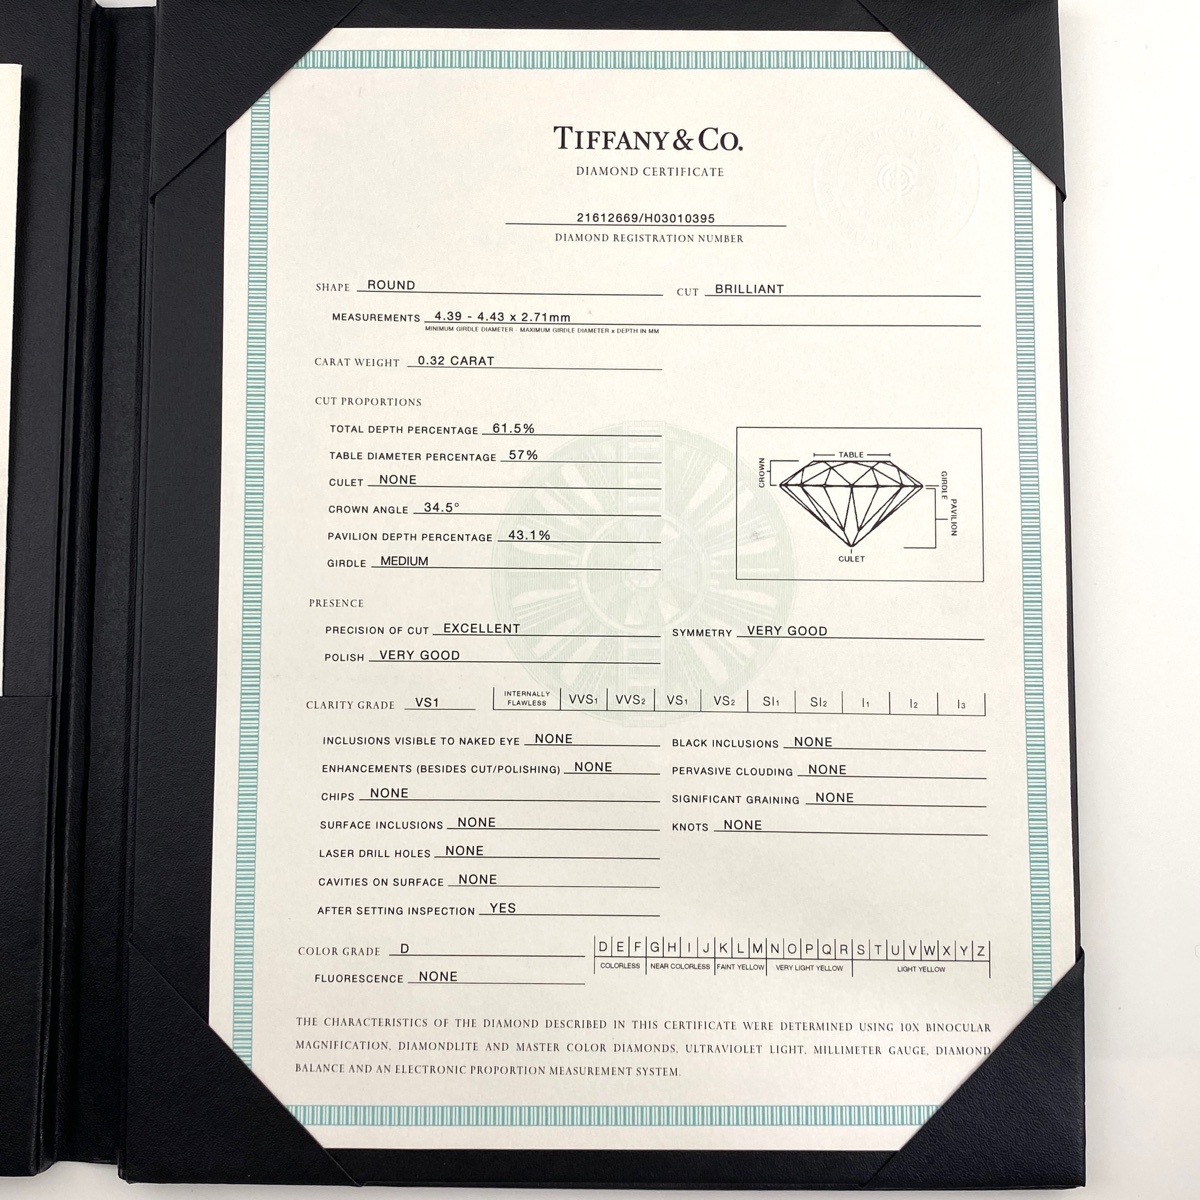 TIFFANY & CO.
DIAMOND CERTIFICATE
21612669/H03010395
DIAMOND REGISTRATION NUMBER
SHAPE ROUND CUT BRILLIANT
MEASUREMENTS 4.39 - 4.43 x 2.71mm
MINIMUM GIRDLE DIAMETER - MAXIMUM GIRDLE DIAMETER x DEPTH IN MM
CARAT WEIGHT 0.32 CARAT
CUT PROPORTIONS
TOTAL DEPTH PERCENTAGE 61.5%
TABLE DIAMETER PERCENTAGE 57%
CULET NONE
CROWN ANGLE 34.5°
PAVILION DEPTH PERCENTAGE 43.1%
GIRDLE MEDIUM
TABLE
CROWN
GIRDLE
PAVILION
CULET
PRESENCE
PRECISION OF CUT EXCELLENT SYMMETRY VERY GOOD
POLISH VERY GOOD
CLARITY GRADE VS1 INTERNALLY FLAWLESS VVS1 VVS2 VS1 VS2 SI1 SI2 I1 I2 I3
INCLUSIONS VISIBLE TO NAKED EYE NONE BLACK INCLUSIONS NONE
ENHANCEMENTS (BESIDES CUT/POLISHING) NONE PERVASIVE CLOUDING NONE
CHIPS NONE SIGNIFICANT GRAINING NONE
SURFACE INCLUSIONS NONE KNOTS NONE
LASER DRILL HOLES NONE
CAVITIES ON SURFACE NONE
AFTER SETTING INSPECTION YES
COLOR GRADE D D E F G H I J K L M N O P Q R S T U V W X Y Z
COLORLESS NEAR COLORLESS FAINT YELLOW VERY LIGHT YELLOW LIGHT YELLOW
FLUORESCENCE NONE
THE CHARACTERISTICS OF THE DIAMOND DESCRIBED IN THIS CERTIFICATE WERE DETERMINED USING 10X BINOCULAR
MAGNIFICATION, DIAMONDLITE AND MASTER COLOR DIAMONDS, ULTRAVIOLET LIGHT, MILLIMETER GAUGE, DIAMOND
BALANCE AND AN ELECTRONIC PROPORTION MEASUREMENT SYSTEM.